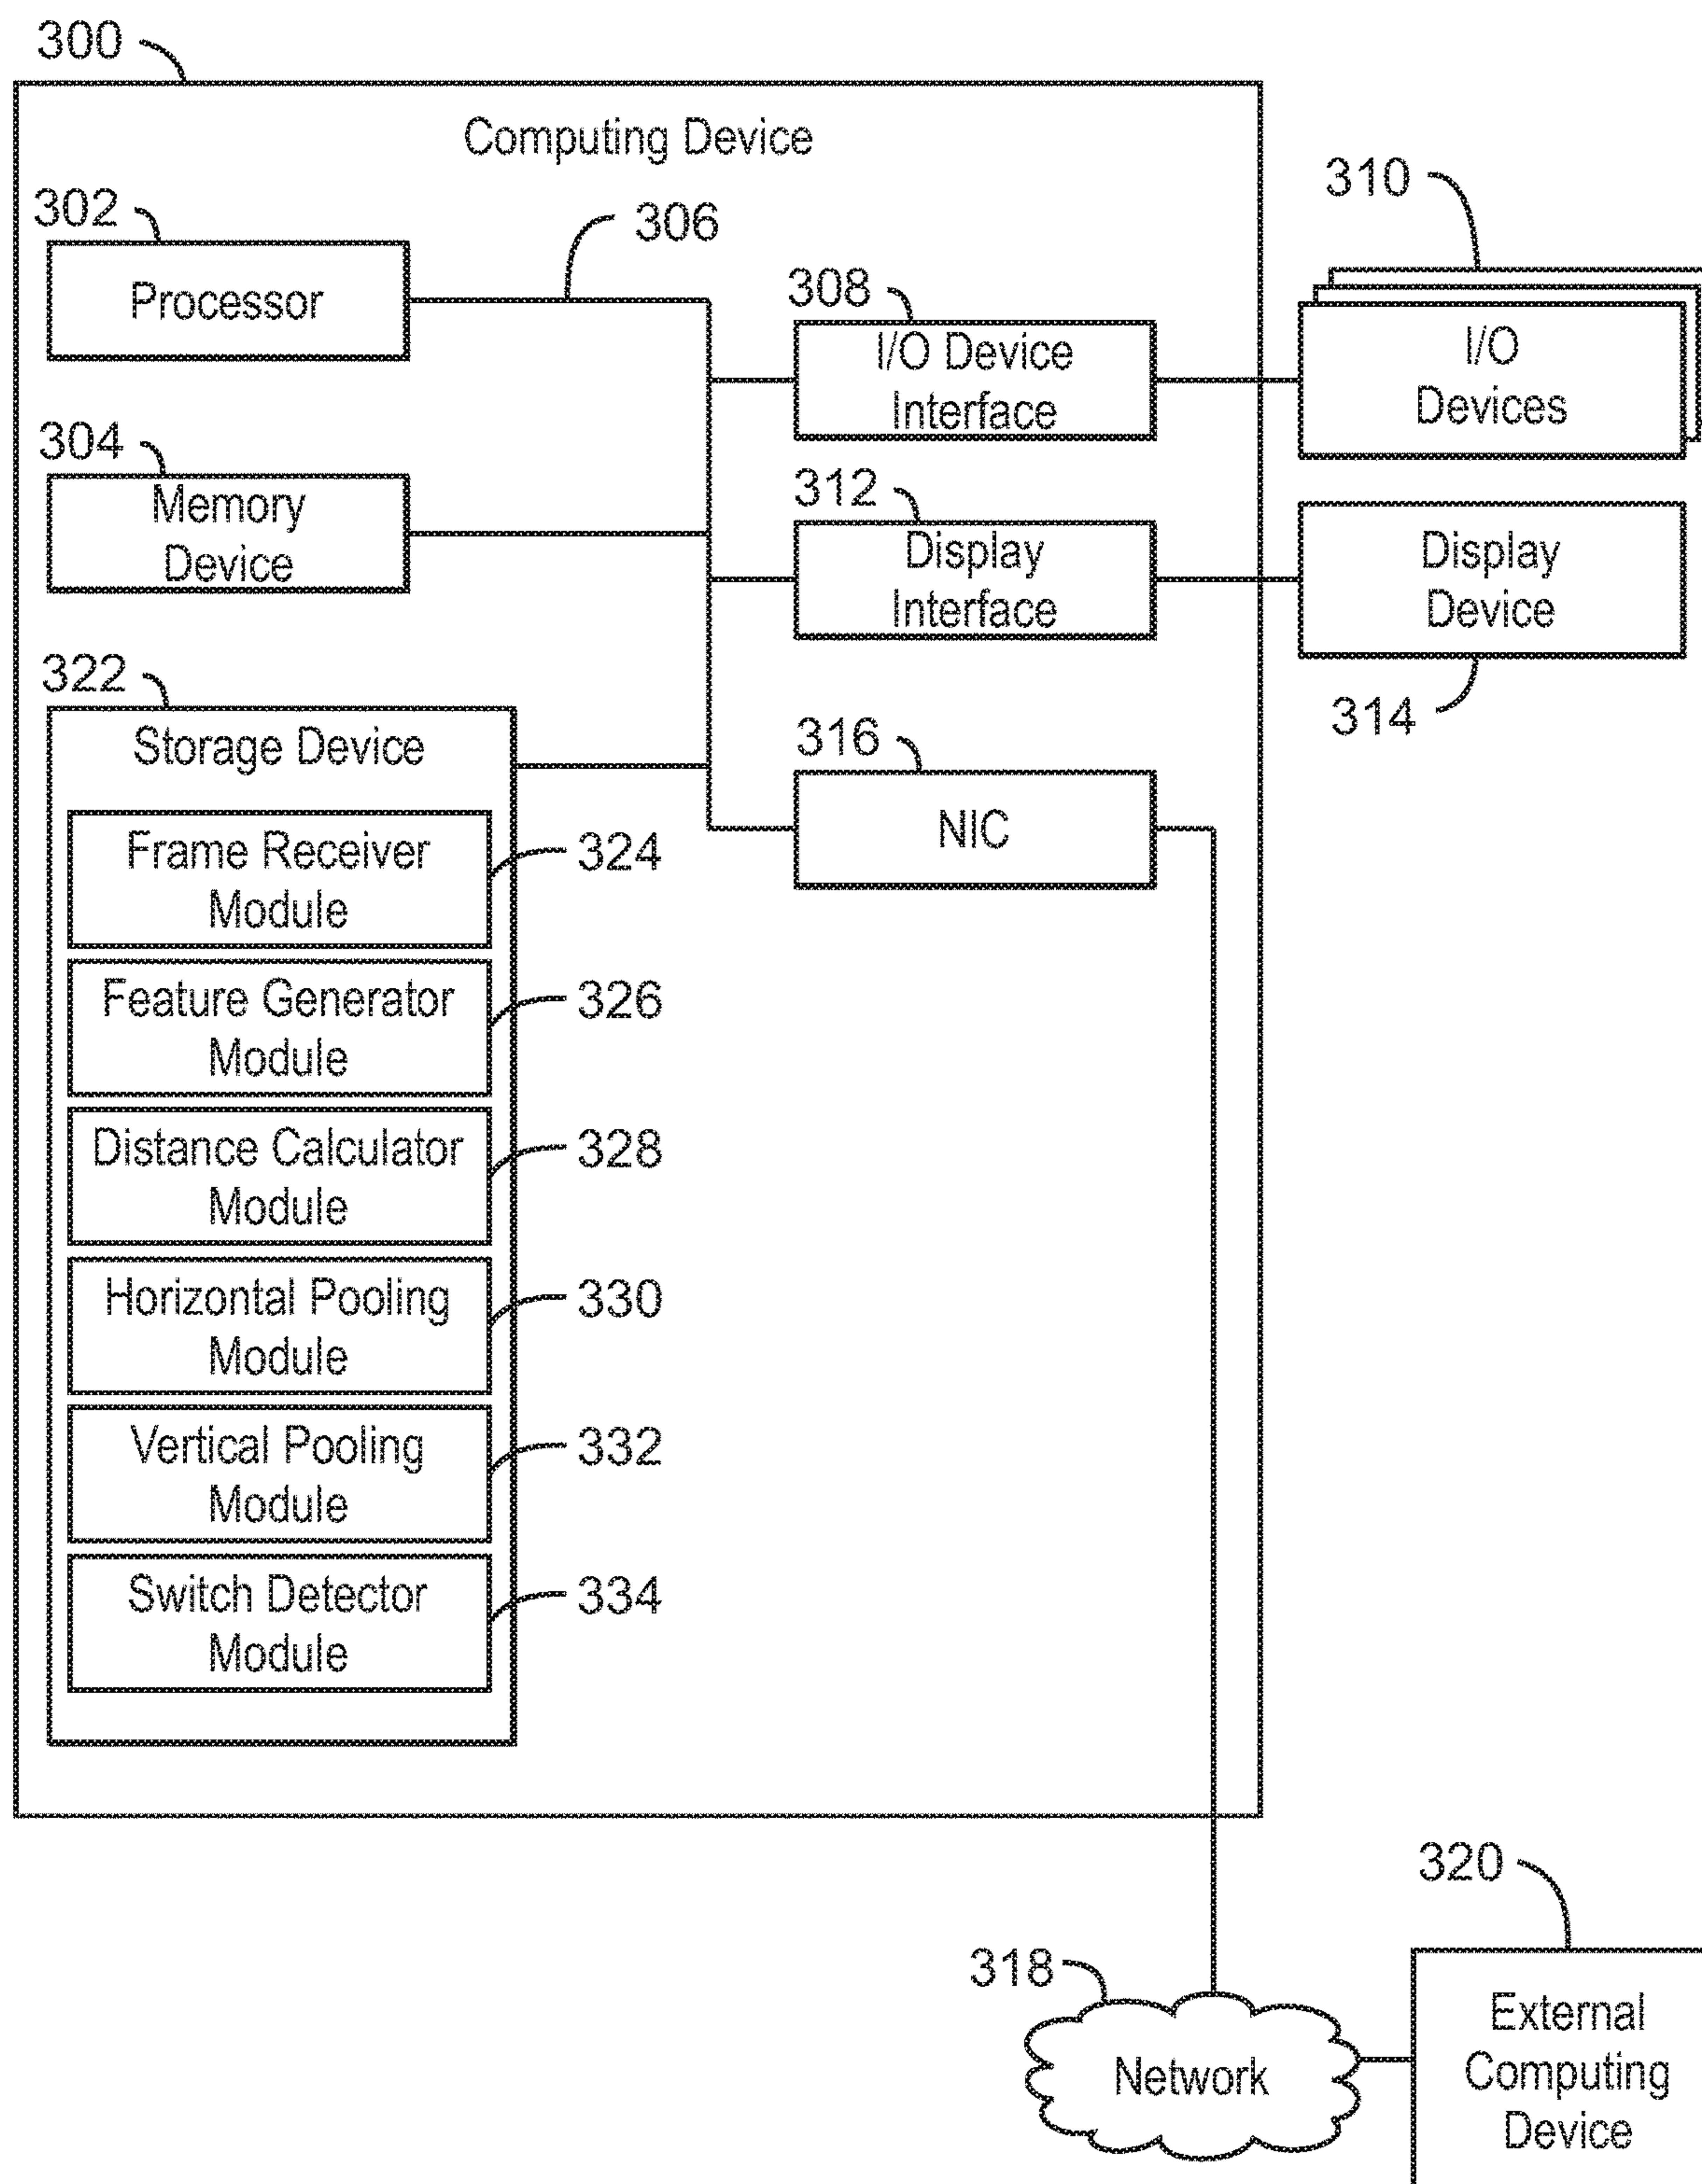 300
Computing Device
302
306
310
Processor
308
I/O Device
Interface
I/O
Devices
304
Memory
Device
312
Display
Interface
Display
Device
314
322
Storage Device
316
NIC
Frame Receiver
Module
324
Feature Generator
Module
326
Distance Calculator
Module
328
Horizontal Pooling
Module
330
Vertical Pooling
Module
332
Switch Detector
Module
334
320
318
Network
External
Computing
Device